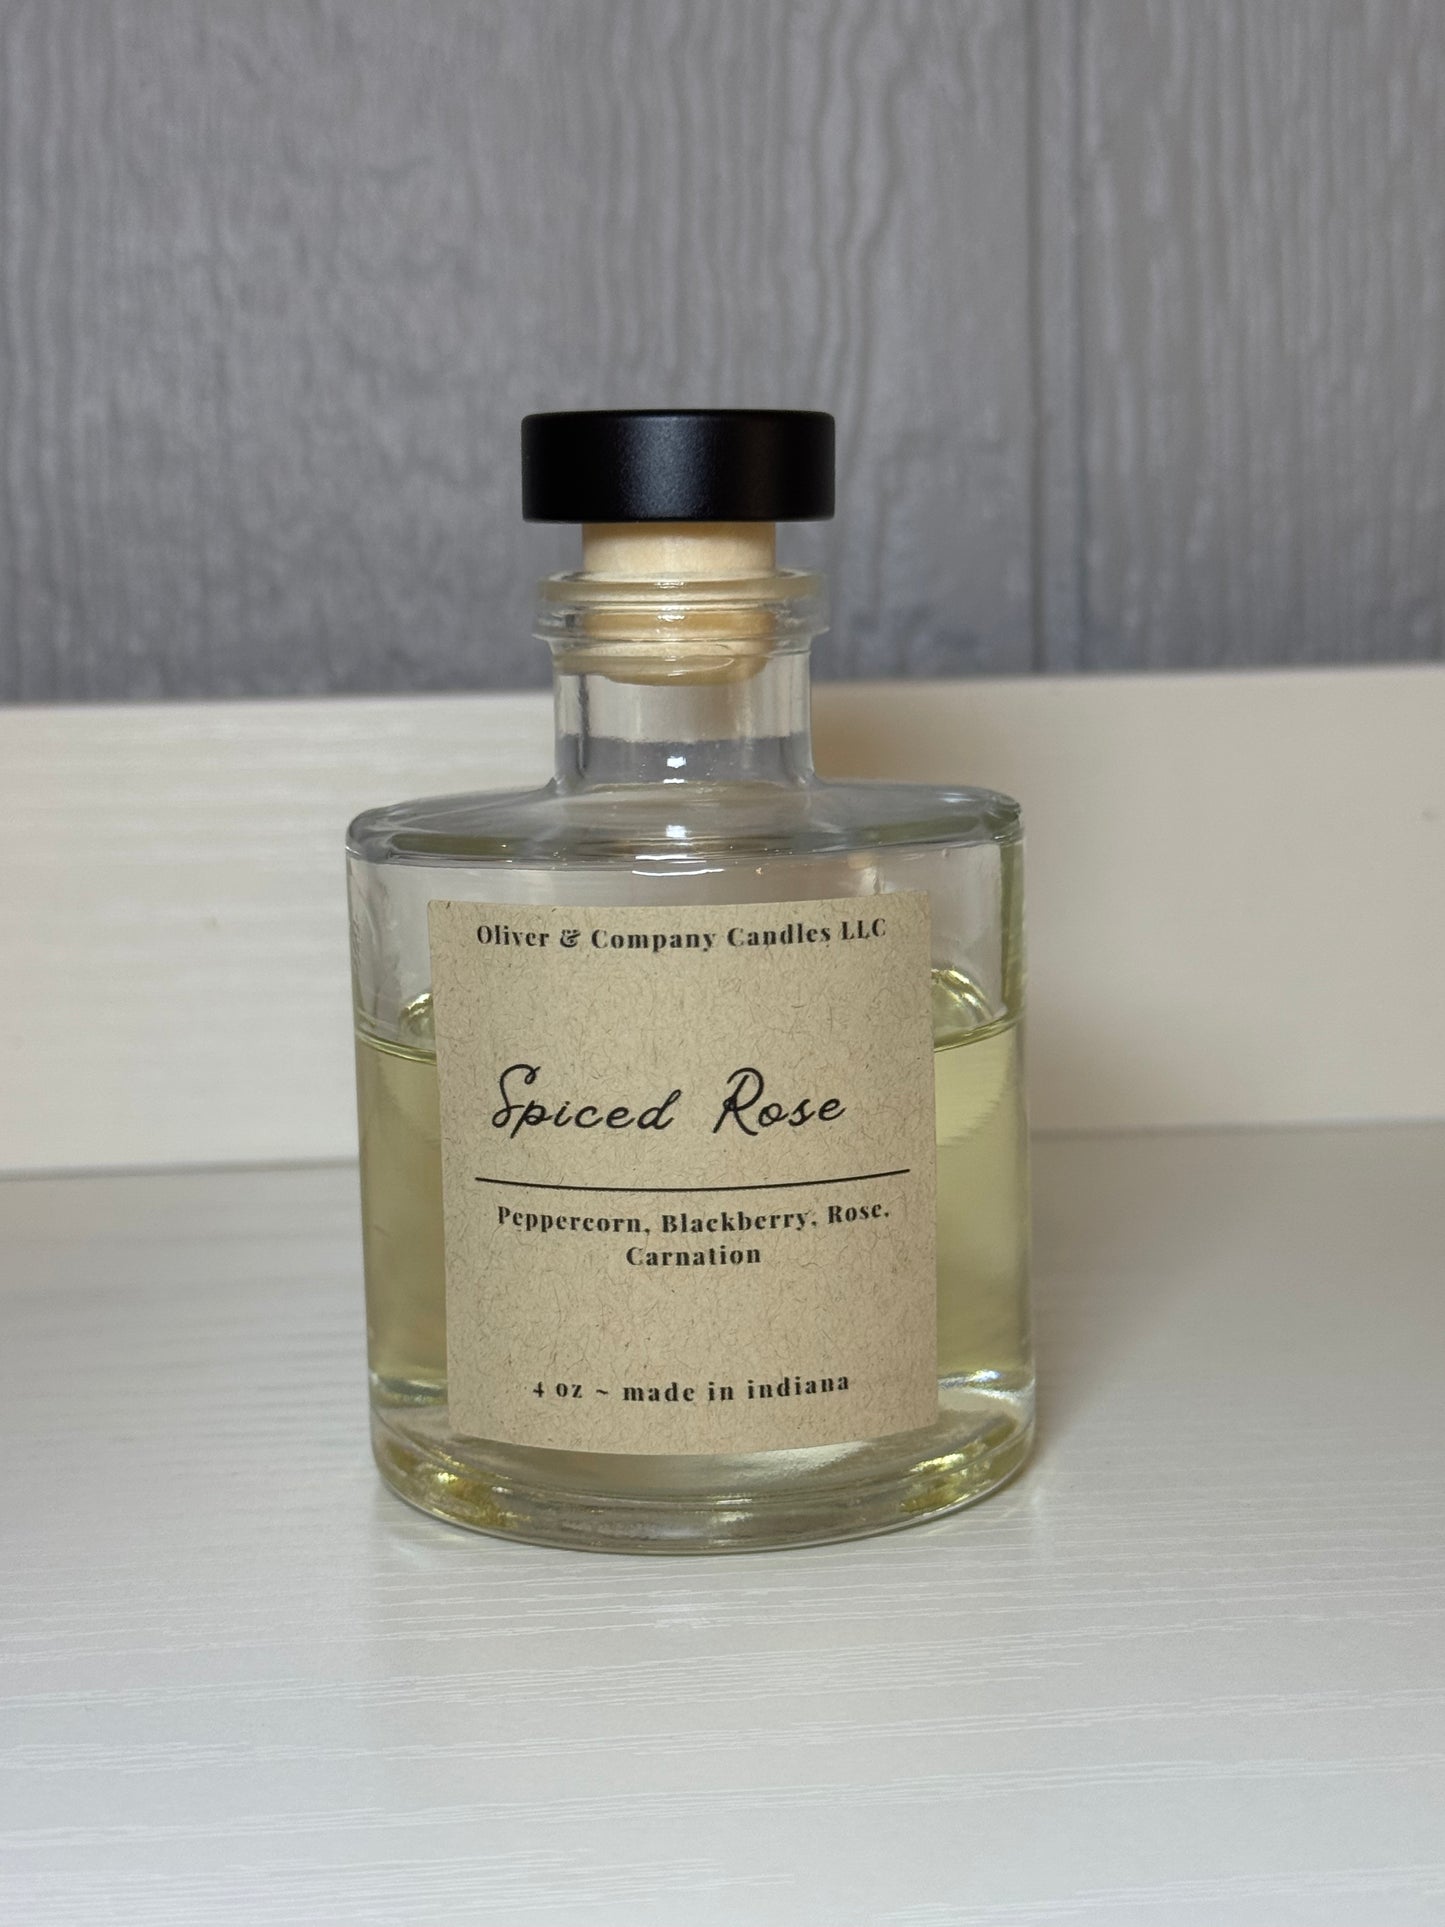 Oliver & Company Candles LLC
Spiced Rose
Peppercorn, Blackberry, Rose,
Carnation
4 oz ~ made in indiana